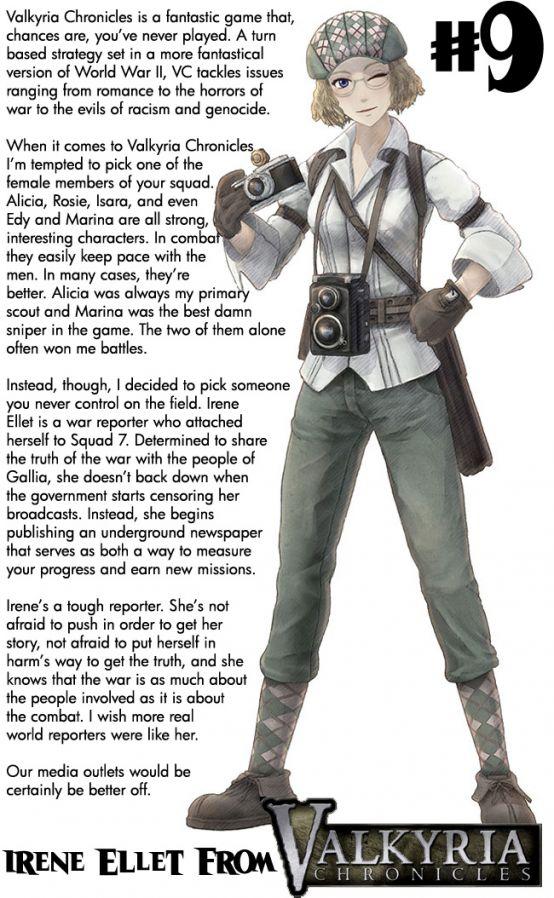 #9
Valkyria Chronicles is a fantastic game that,
chances are, you've never played. A turn
based strategy set in a more fantastical
version of World War II, VC tackles issues
ranging from romance to the horrors of
war to the evils of racism and genocide.
When it comes to Valkyria Chronicles
I'm tempted to pick one of the
female members of your squad.
Alicia, Rosie, Isara, and even
Edy and Marina are all strong,
interesting characters. In combat
they easily keep pace with the
men. In many cases, they're
better. Alicia was always my primary
scout and Marina was the best damn
sniper in the game. The two of them alone
often won me battles.
Instead, though, I decided to pick someone
you never control on the field. Irene
Ellet is a war reporter who attached
herself to Squad 7. Determined to share
the truth of the war with the people of
Gallia, she doesn't back down when
the government starts censoring her
broadcasts. Instead, she begins
publishing an underground newspaper
that serves as both a way to measure
your progress and earn new missions.
Irene's a tough reporter. She's not
afraid to push in order to get her
story, not afraid to put herself in
harm's way to get the truth, and she
knows that the war is as much about
the people involved as it is about
the combat. I wish more real
world reporters were like her.
Our media outlets would be
certainly be better off.
IRENE ELLET FROM
VALKYRIA
CHRONICLES